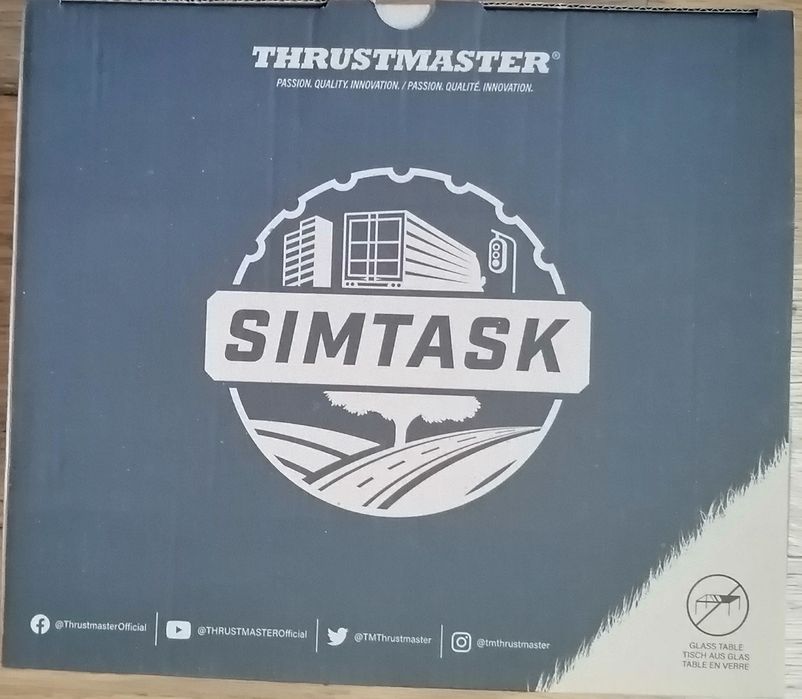 THRUSTMASTER®
PASSION. QUALITY. INNOVATION. / PASSION. QUALITÉ. INNOVATION.
SIMTASK
@ThrustmasterOfficial
@THRUSTMASTEROfficial
@TMThrustmaster
@tmthrustmaster
GLASS TABLE
TISCH AUS GLAS
TABLE EN VERRE